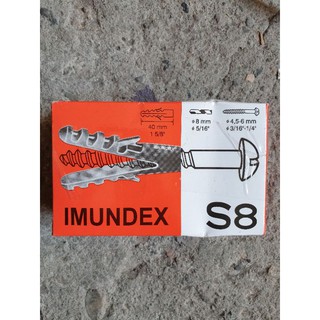 40 mm
1 5/8"
ø 8 mm
ø 5/16"
ø 4,5-6 mm
ø 3/16"-1/4"
IMUNDEX
S8